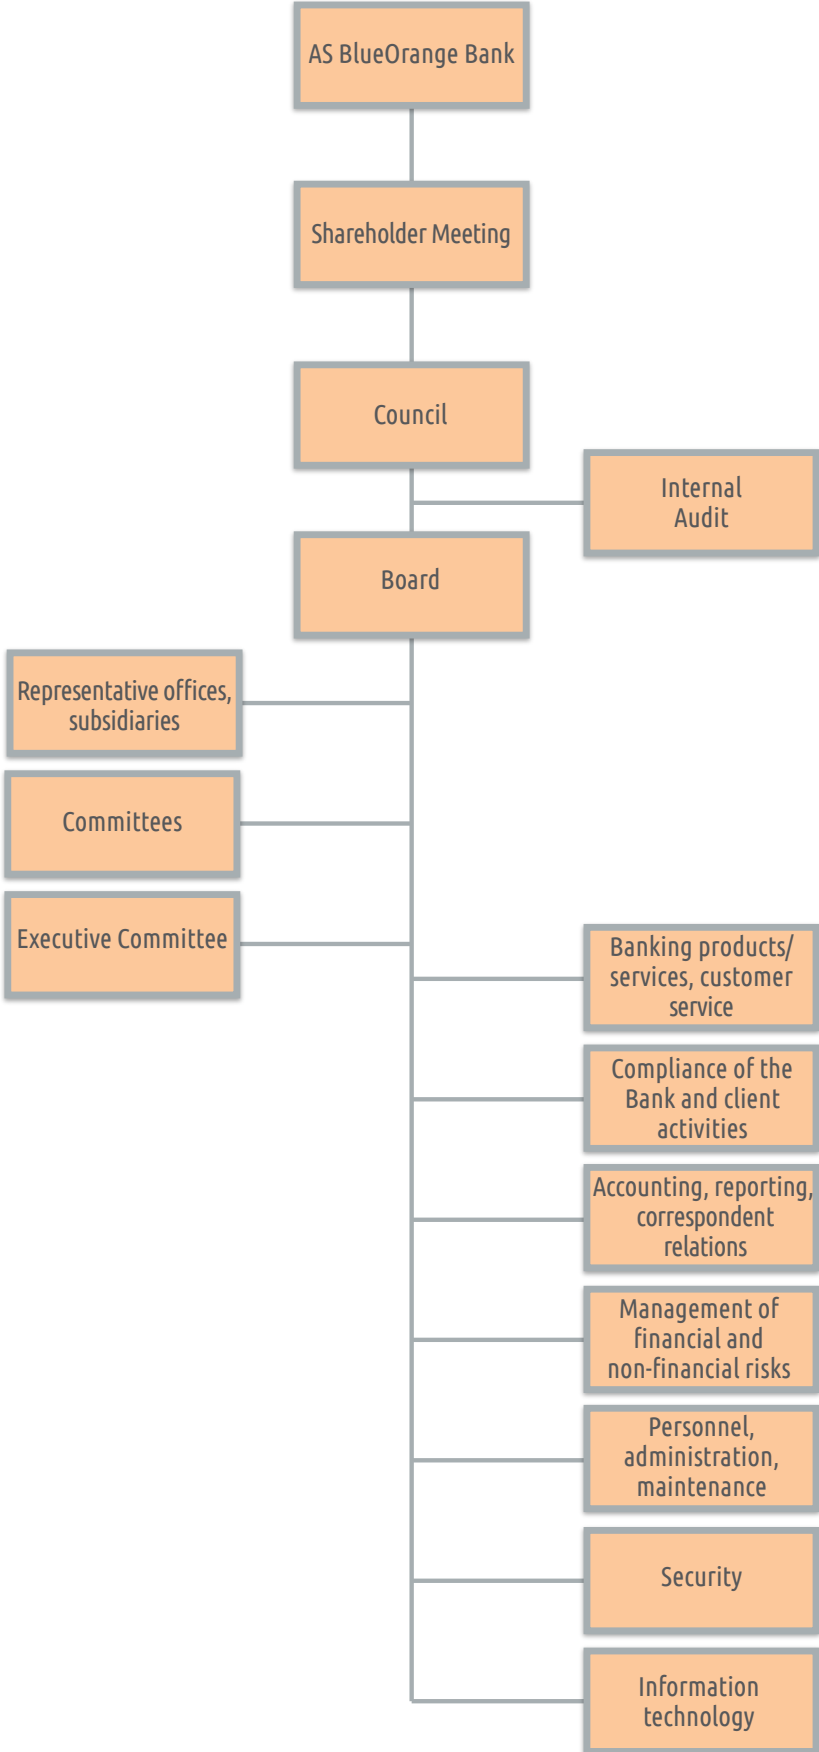 AS BlueOrange Bank
Shareholder Meeting
Council
Internal
Audit
Board
Representative offices,
subsidiaries
Committees
Executive Committee
Banking products/
services, customer
service
Compliance of the
Bank and client
activities
Accounting, reporting,
correspondent
relations
Management of
financial and
non-financial risks
Personnel,
administration,
maintenance
Security
Information
technology